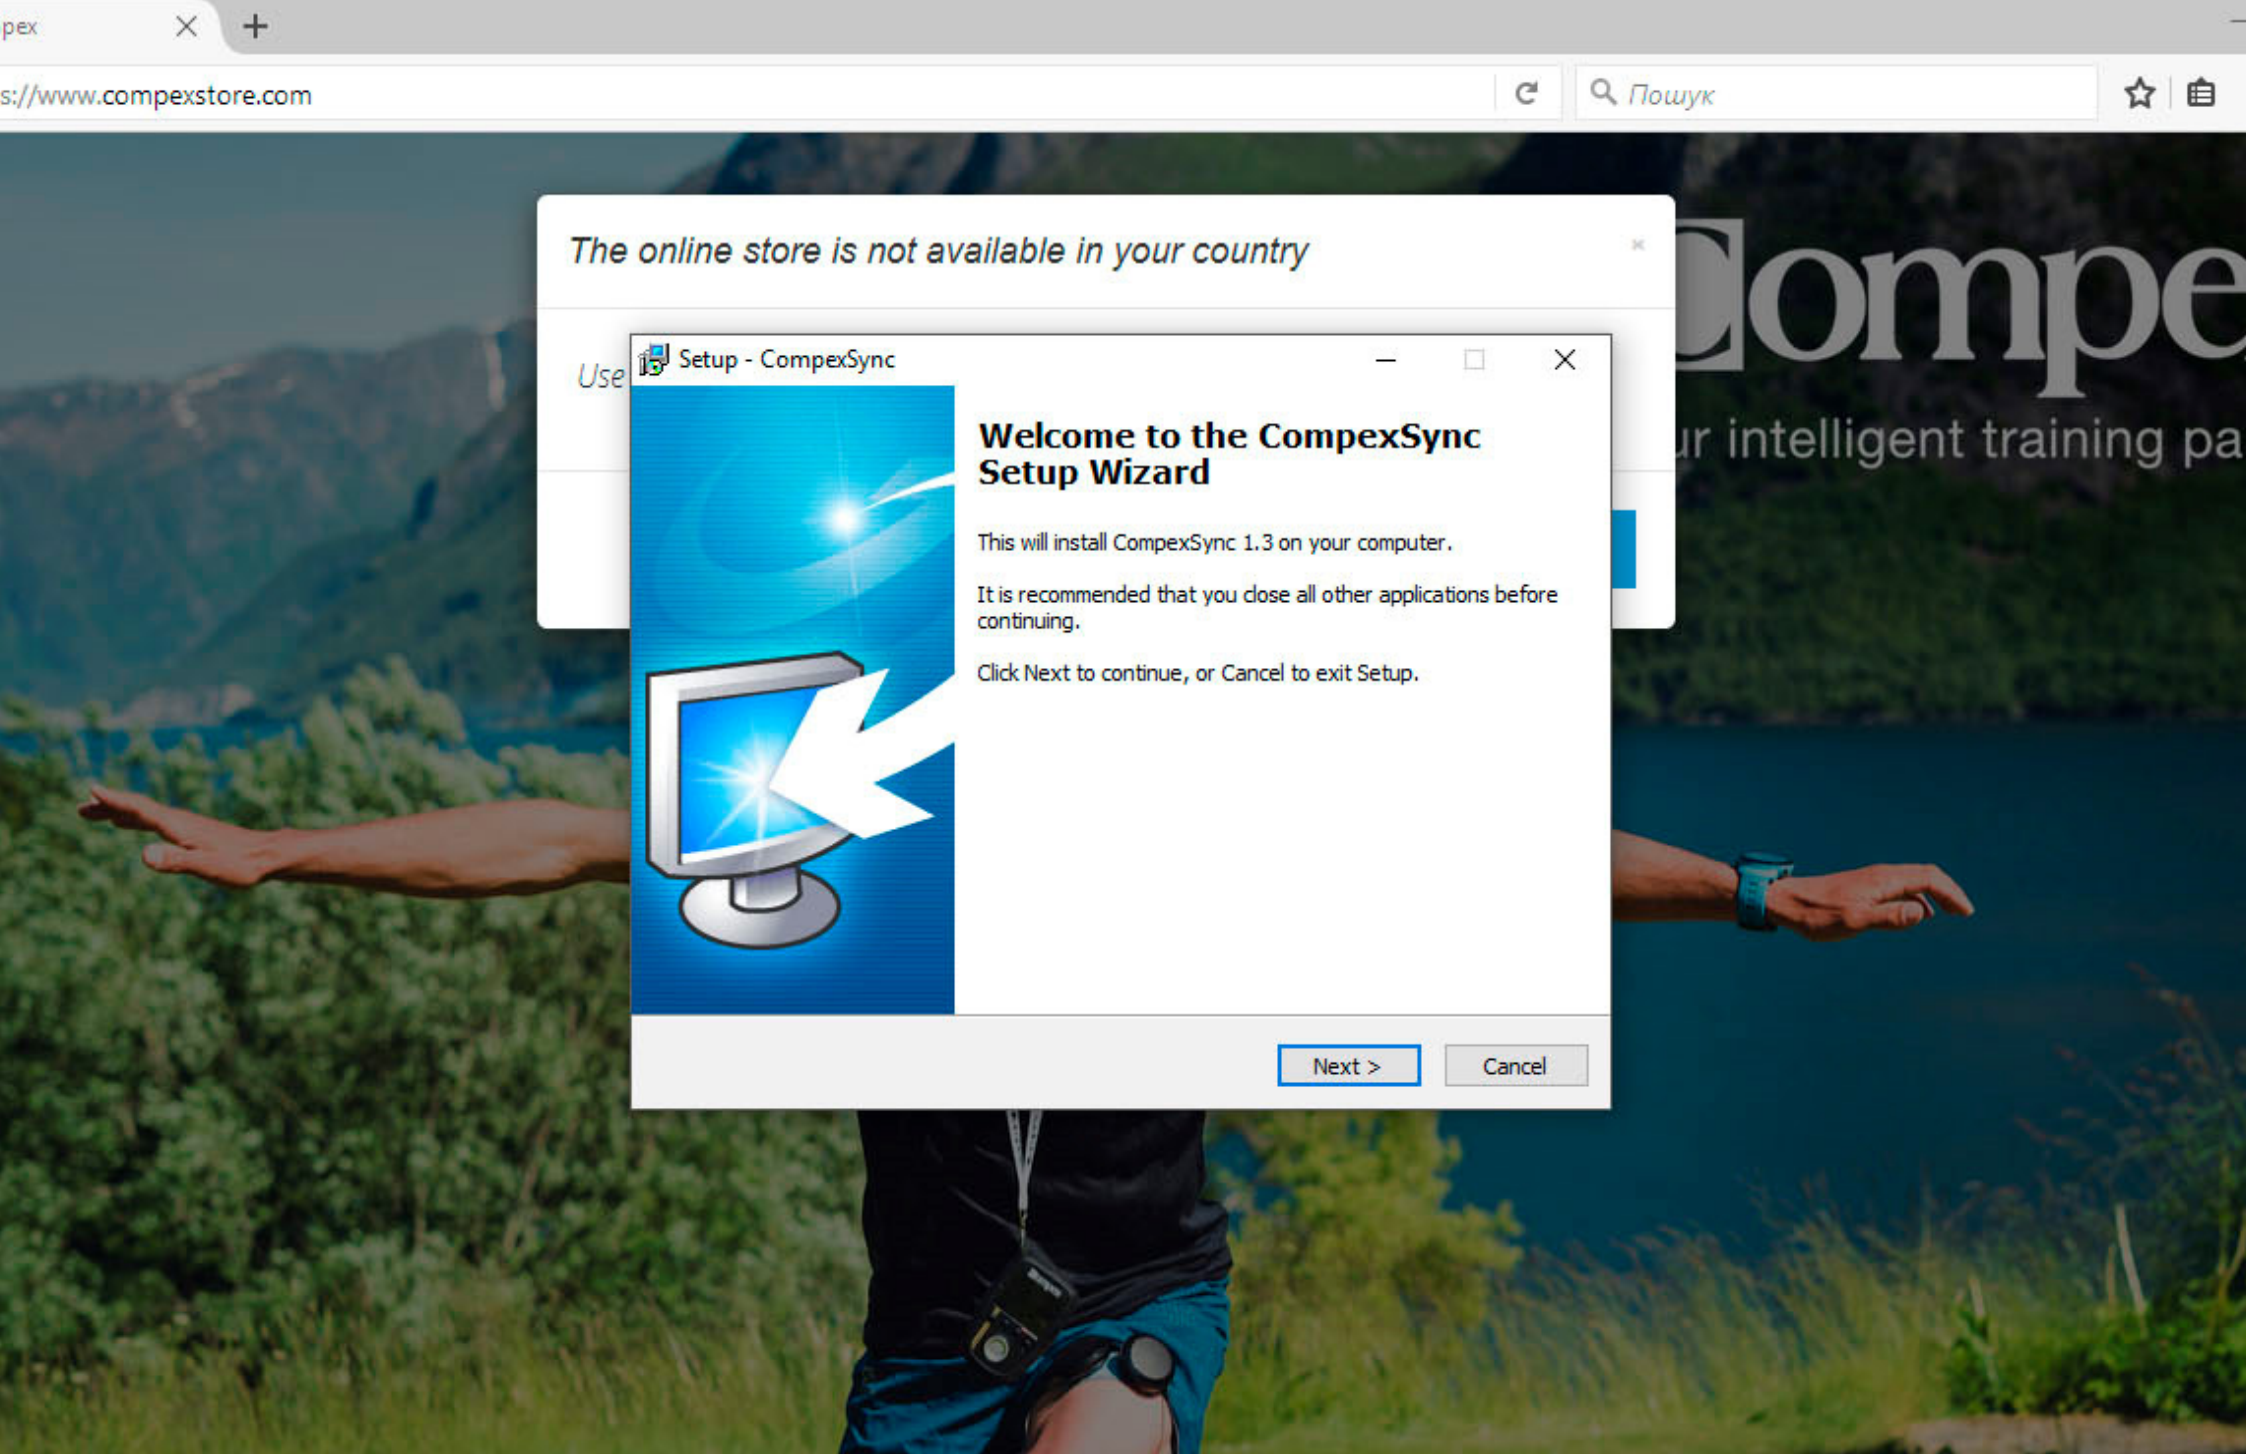 pex
s://www.compexstore.com
Пошук
The online store is not available in your country
Compe
Use
Setup - CompexSync
ur intelligent training pa
Welcome to the CompexSync
Setup Wizard
This will install CompexSync 1.3 on your computer.
It is recommended that you close all other applications before
continuing.
Click Next to continue, or Cancel to exit Setup.
Next >
Cancel